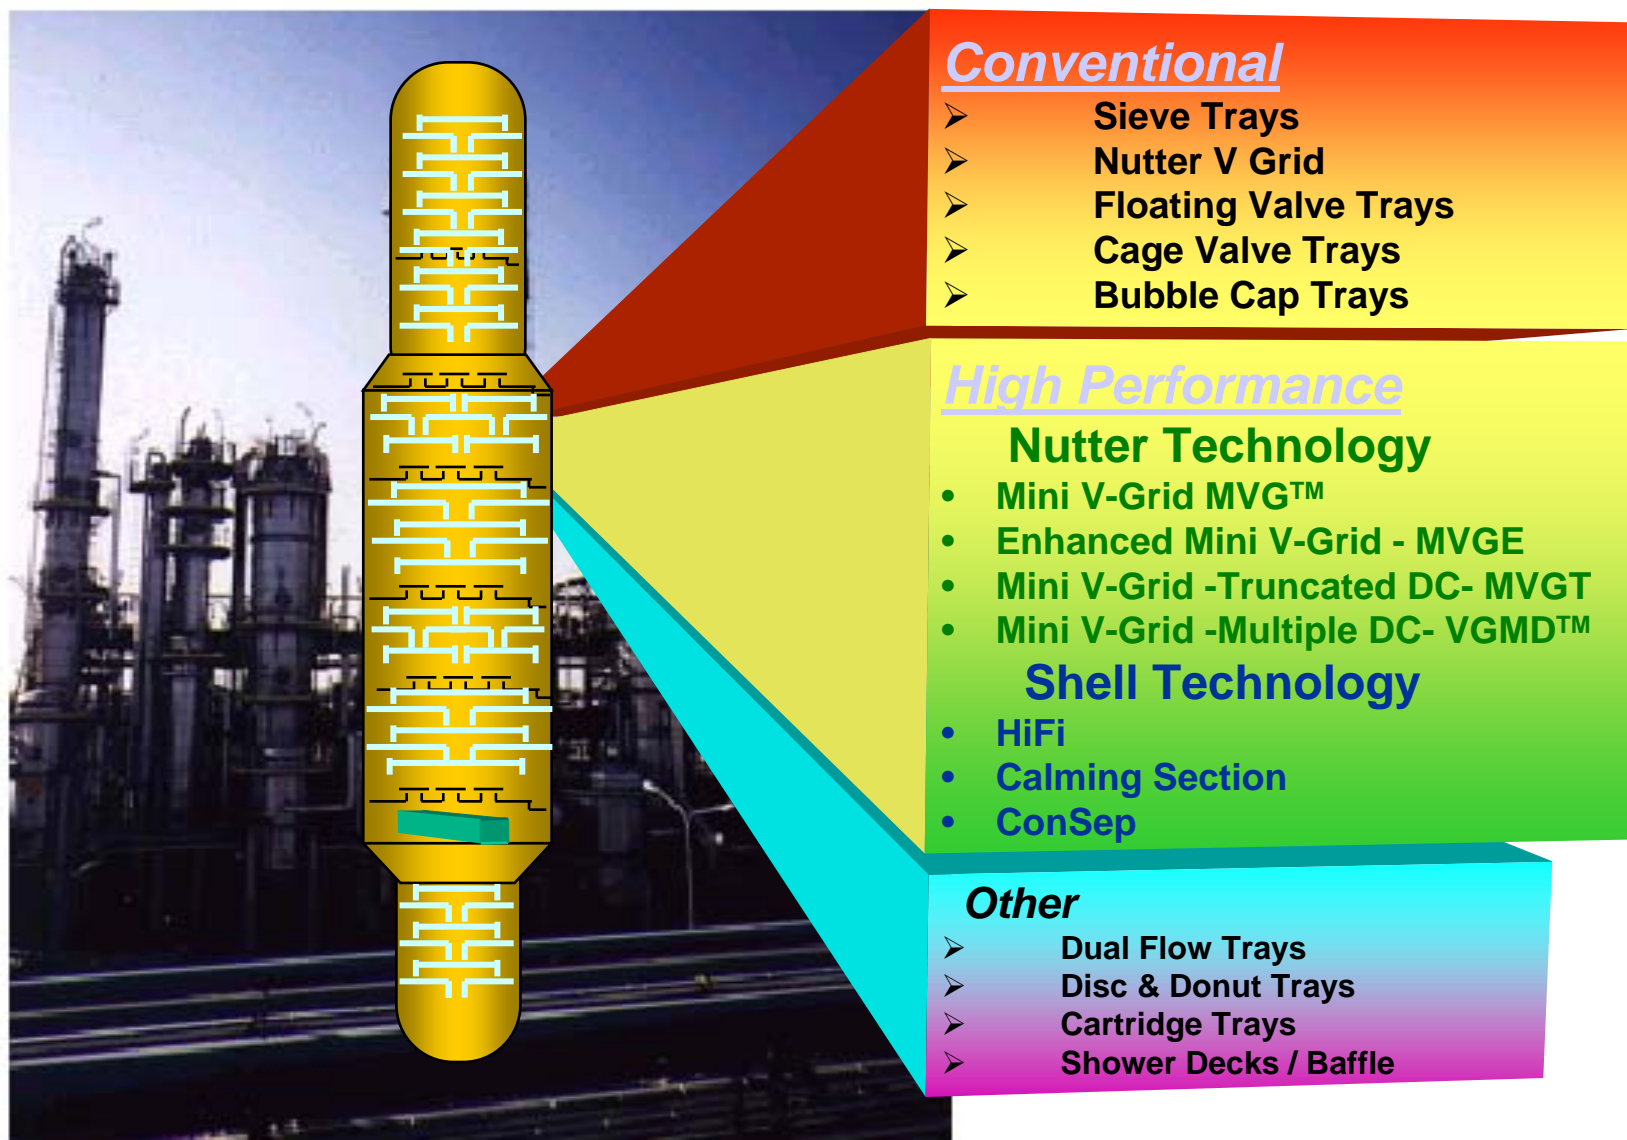 Conventional
➢ Sieve Trays
➢ Nutter V Grid
➢ Floating Valve Trays
➢ Cage Valve Trays
➢ Bubble Cap Trays
High Performance
Nutter Technology
• Mini V-Grid MVG™
• Enhanced Mini V-Grid - MVGE
• Mini V-Grid -Truncated DC- MVGT
• Mini V-Grid -Multiple DC- VGMD™
Shell Technology
• HiFi
• Calming Section
• ConSep
Other
➢ Dual Flow Trays
➢ Disc & Donut Trays
➢ Cartridge Trays
➢ Shower Decks / Baffle